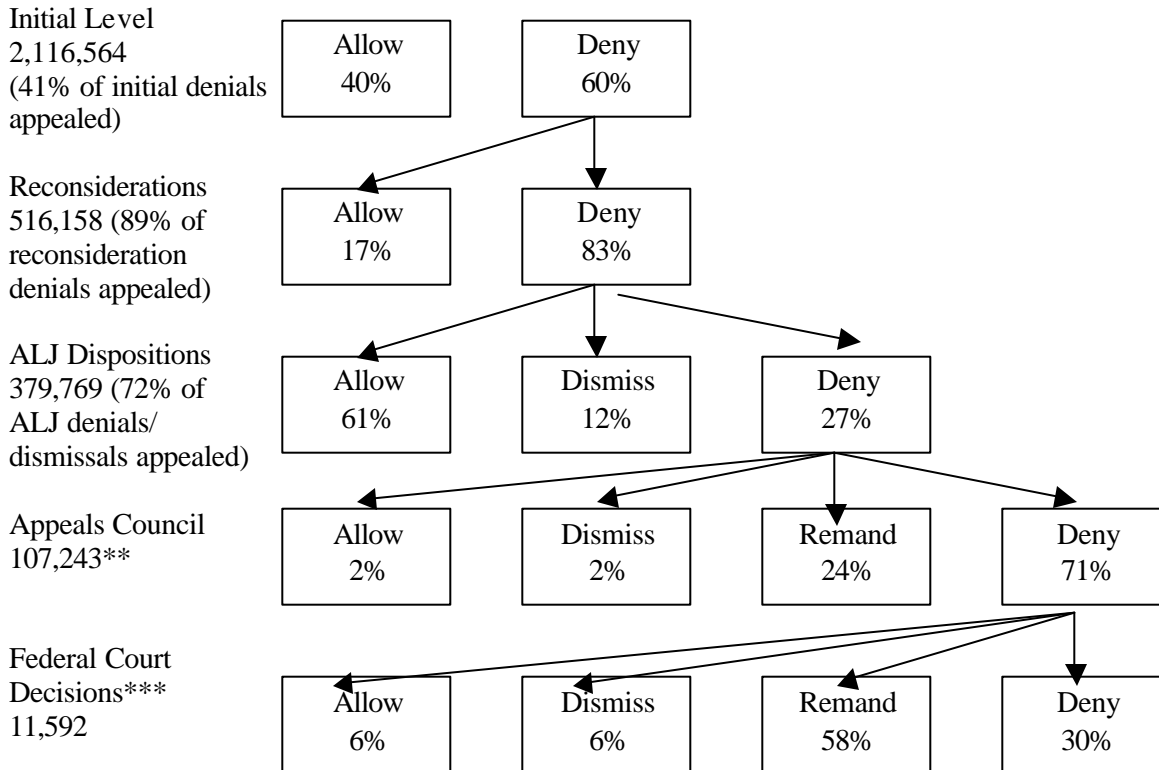 Initial Level
2,116,564
(41% of initial denials
appealed)
Allow
40%
Deny
60%
Reconsiderations
516,158 (89% of
reconsideration
denials appealed)
Allow
17%
Deny
83%
ALJ Dispositions
379,769 (72% of
ALJ denials/
dismissals appealed)
Allow
61%
Dismiss
12%
Deny
27%
Appeals Council
107,243**
Allow
2%
Dismiss
2%
Remand
24%
Deny
71%
Federal Court
Decisions***
11,592
Allow
6%
Dismiss
6%
Remand
58%
Deny
30%